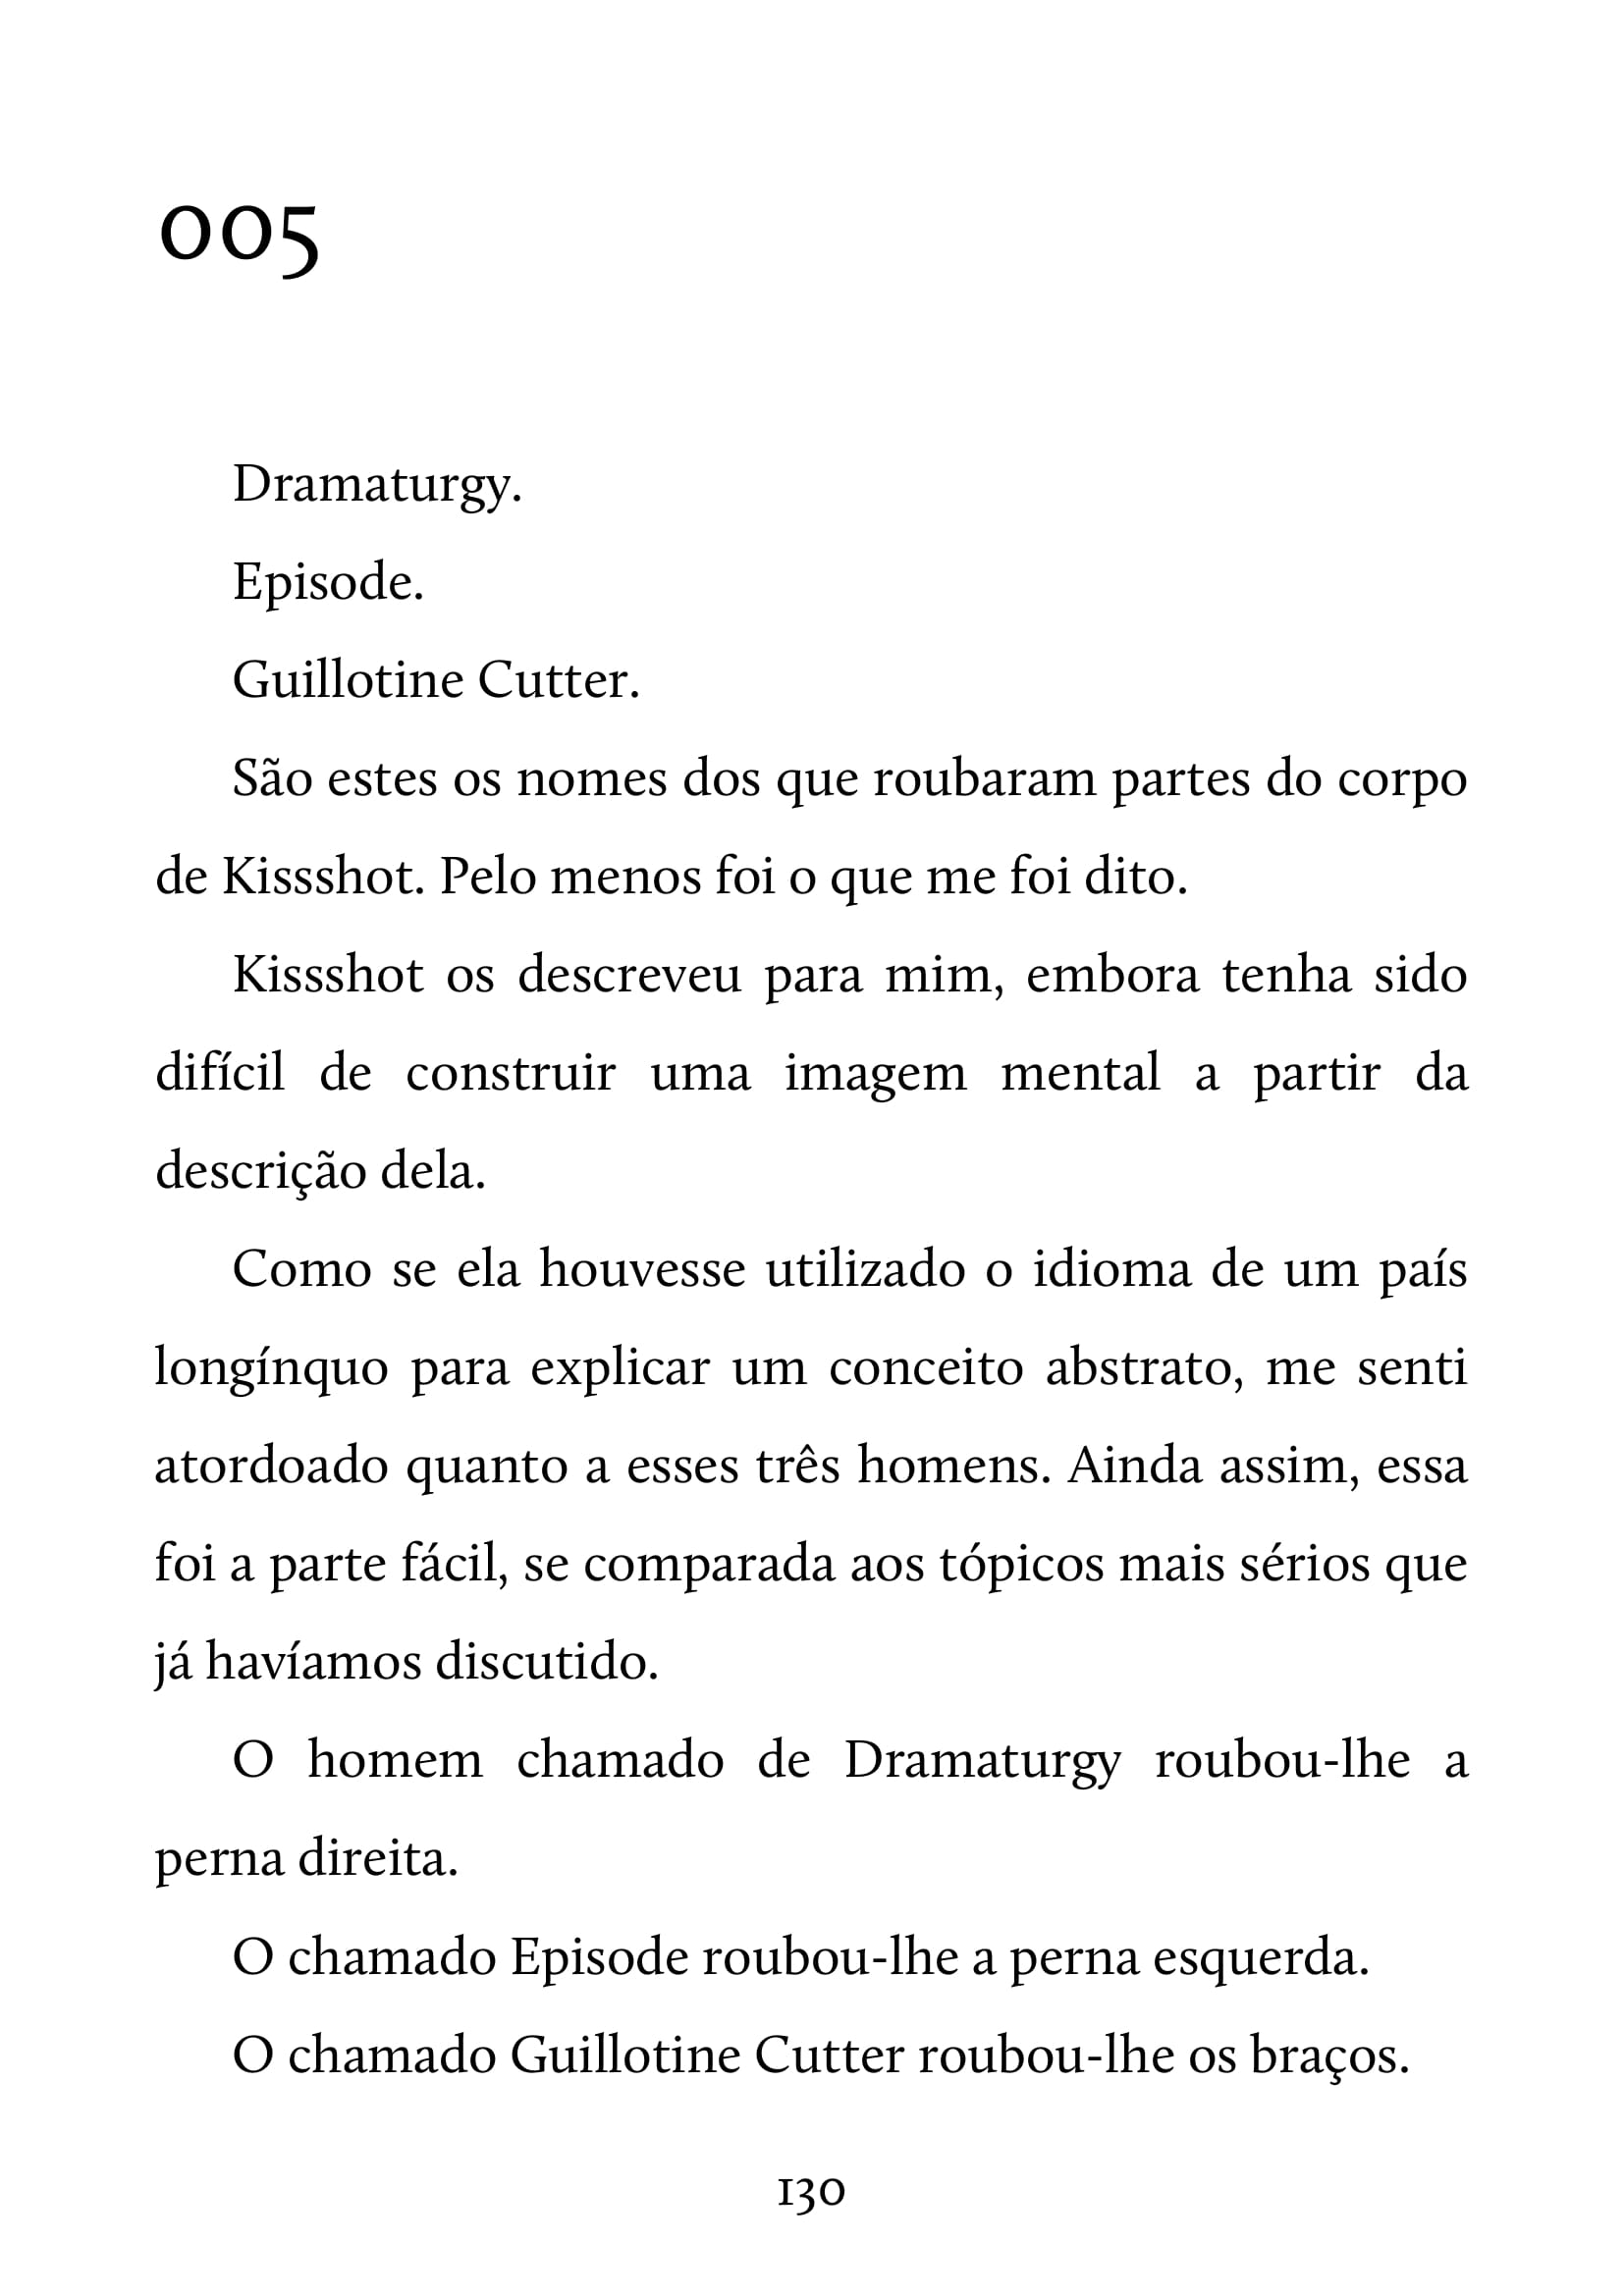 005
Dramaturgy.
Episode.
Guillotine Cutter.
São estes os nomes dos que roubaram partes do corpo
de Kissshot. Pelo menos foi o que me foi dito.
Kissshot os descreveu para mim, embora tenha sido
difícil de construir uma imagem mental a partir da
descrição dela.
Como se ela houvesse utilizado o idioma de um país
longínquo para explicar um conceito abstrato, me senti
atordoado quanto a esses três homens. Ainda assim, essa
foi a parte fácil, se comparada aos tópicos mais sérios que
já havíamos discutido.
O homem chamado de Dramaturgy roubou-lhe a
perna direita.
O chamado Episode roubou-lhe a perna esquerda.
O chamado Guillotine Cutter roubou-lhe os braços.
130